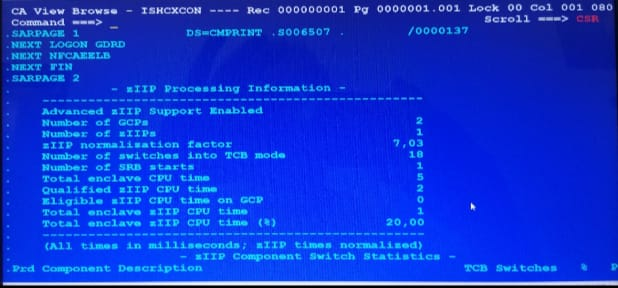 CA View Browse - ISHCXCON ---- Rec 000000001 Pg 0000001.001 Lock 00 Col 001 080
Command ===> _ Scroll ===> CSR
.SARPAGE 1 DS=CMPRINT .S006507 . /0000137
.NEXT LOGON GDRD
.NEXT NFCAEELB
.NEXT FIN
.SARPAGE 2
. - zIIP Processing Information -
. --------------------------------------------------
. Advanced zIIP Support Enabled
. Number of GCPs 2
. Number of zIIPs 1
. zIIP normalization factor 7,03
. Number of switches into TCB mode 18
. Number of SRB starts 1
. Total enclave CPU time 5
. Qualified zIIP CPU time 2
. Eligible zIIP CPU time on GCP 0
. Total enclave zIIP CPU time 1
. Total enclave zIIP CPU time (%) 20,00
. --------------------------------------------------
. (All times in milliseconds; zIIP times normalized)
. - zIIP Component Switch Statistics -
.Prd Component Description TCB Switches % P